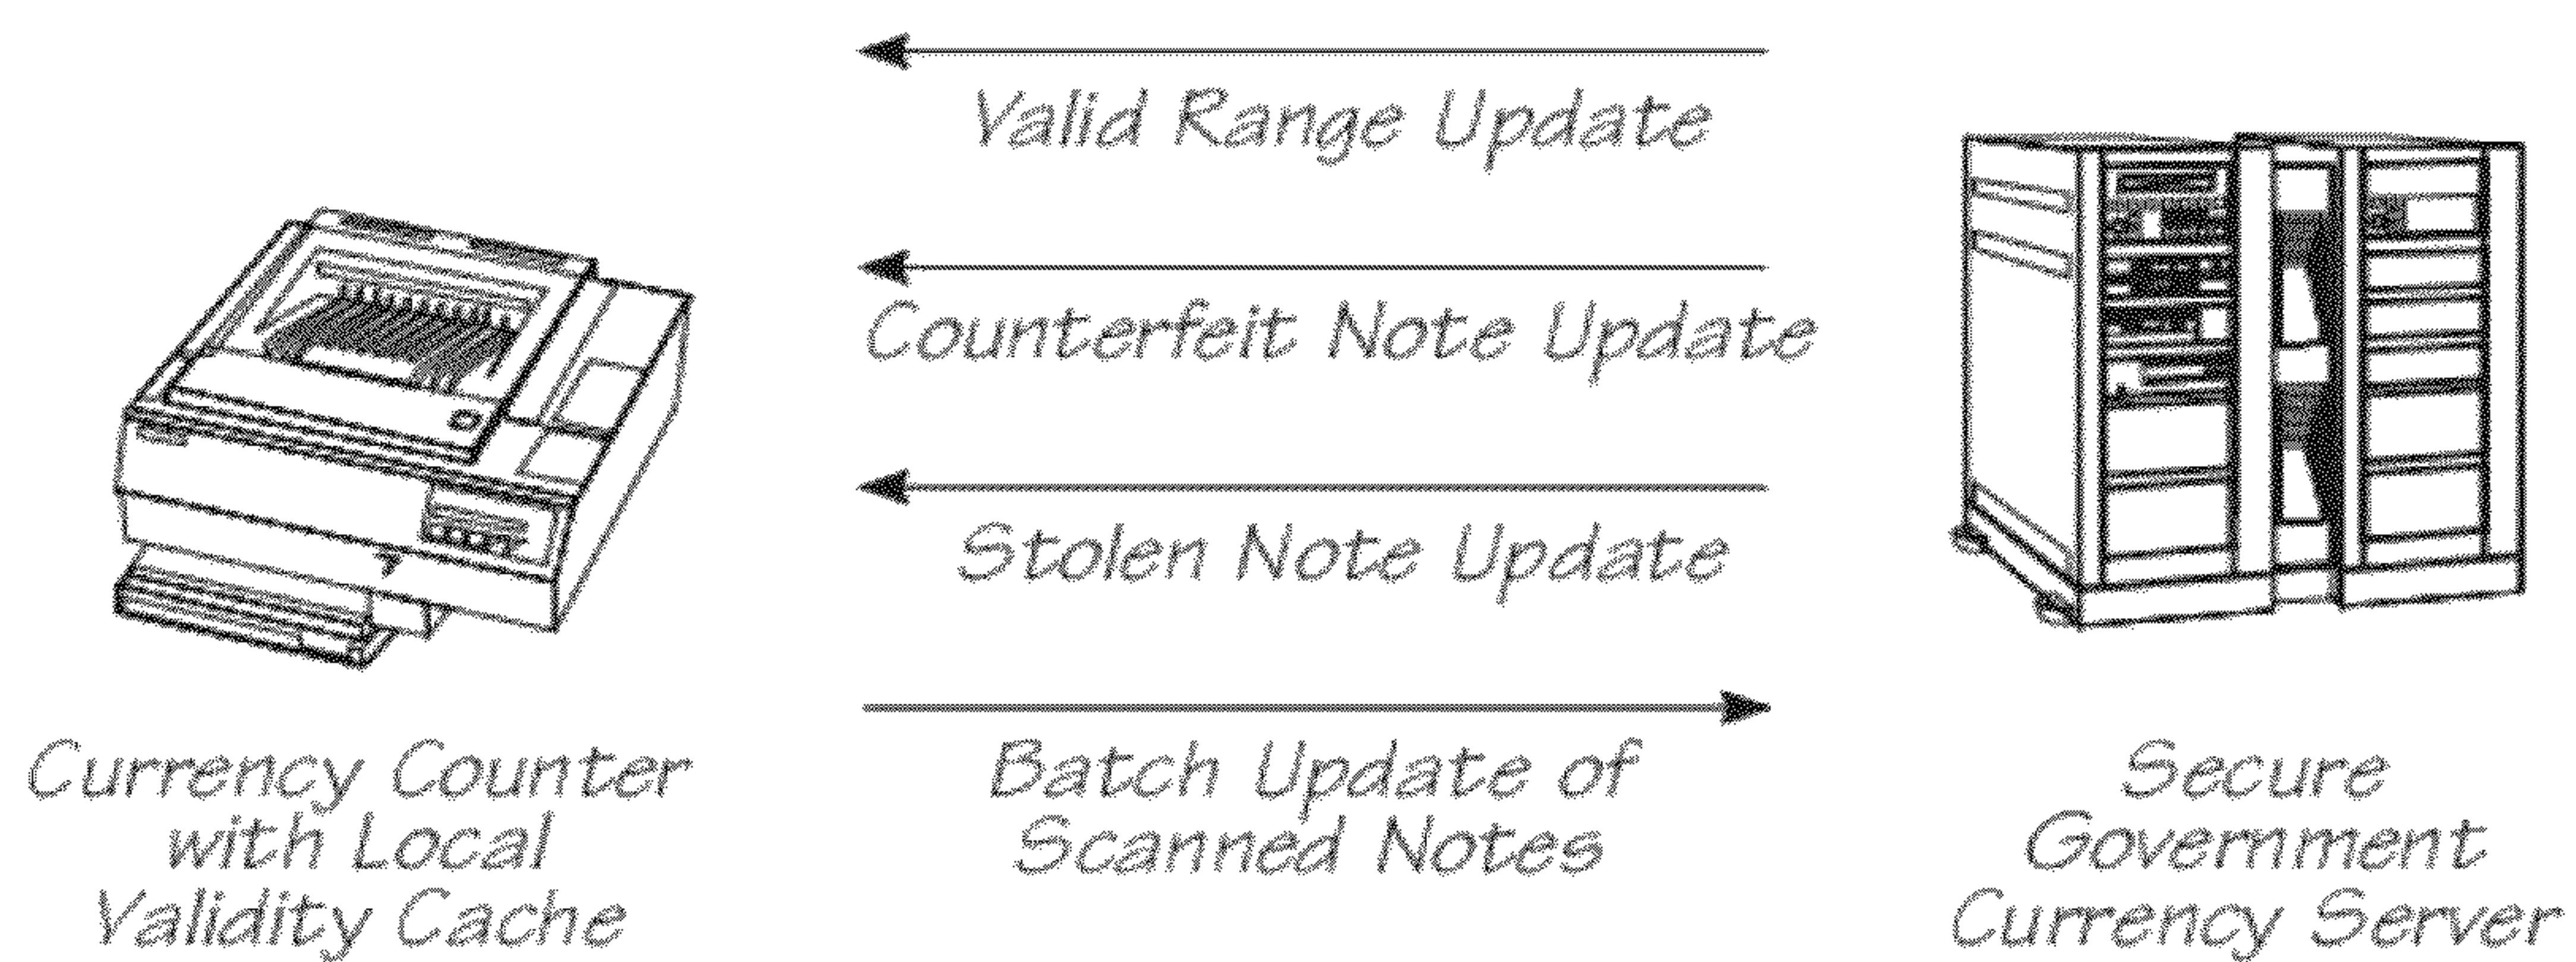 Valid Range Update
Counterfeit Note Update
Stolen Note Update
Batch Update of
Scanned Notes
Currency Counter
with Local
Validity Cache
Secure
Government
Currency Server